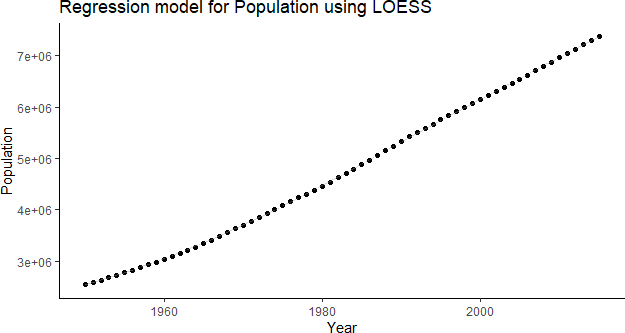 Regression model for Population using LOESS
7e+06
6e+06
5e+06
4e+06
3e+06
Population
1960
1980
2000
Year